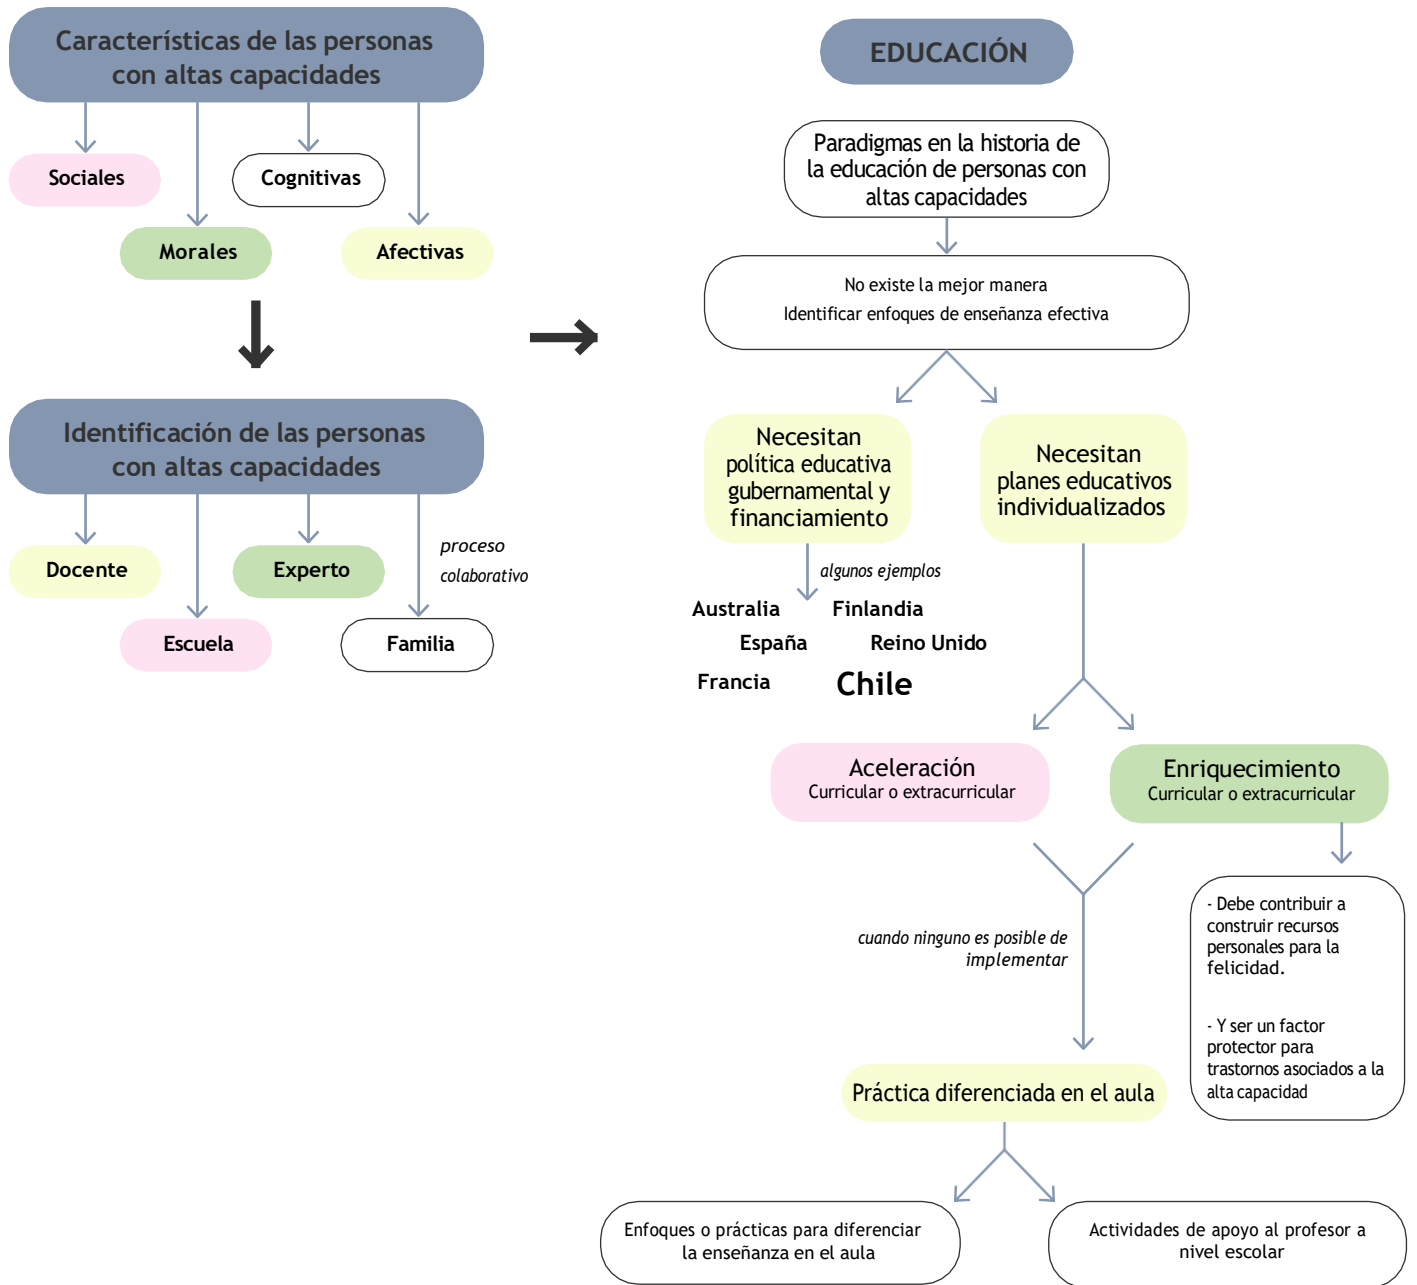 Características de las personas
con altas capacidades
Sociales
Cognitivas
Morales
Afectivas
Identificación de las personas
con altas capacidades
Docente
Experto
proceso
colaborativo
Escuela
Familia
EDUCACIÓN
Paradigmas en la historia de
la educación de personas con
altas capacidades
No existe la mejor manera
Identificar enfoques de enseñanza efectiva
Necesitan
política educativa
gubernamental y
financiamiento
Necesitan
planes educativos
individualizados
algunos ejemplos
Australia
Finlandia
España
Reino Unido
Francia
Chile
Aceleración
Curricular o extracurricular
Enriquecimiento
Curricular o extracurricular
- Debe contribuir a
construir recursos
personales para la
felicidad.
- Y ser un factor
protector para
trastornos asociados a la
alta capacidad
cuando ninguno es posible de
implementar
Práctica diferenciada en el aula
Enfoques o prácticas para diferenciar
la enseñanza en el aula
Actividades de apoyo al profesor a
nivel escolar